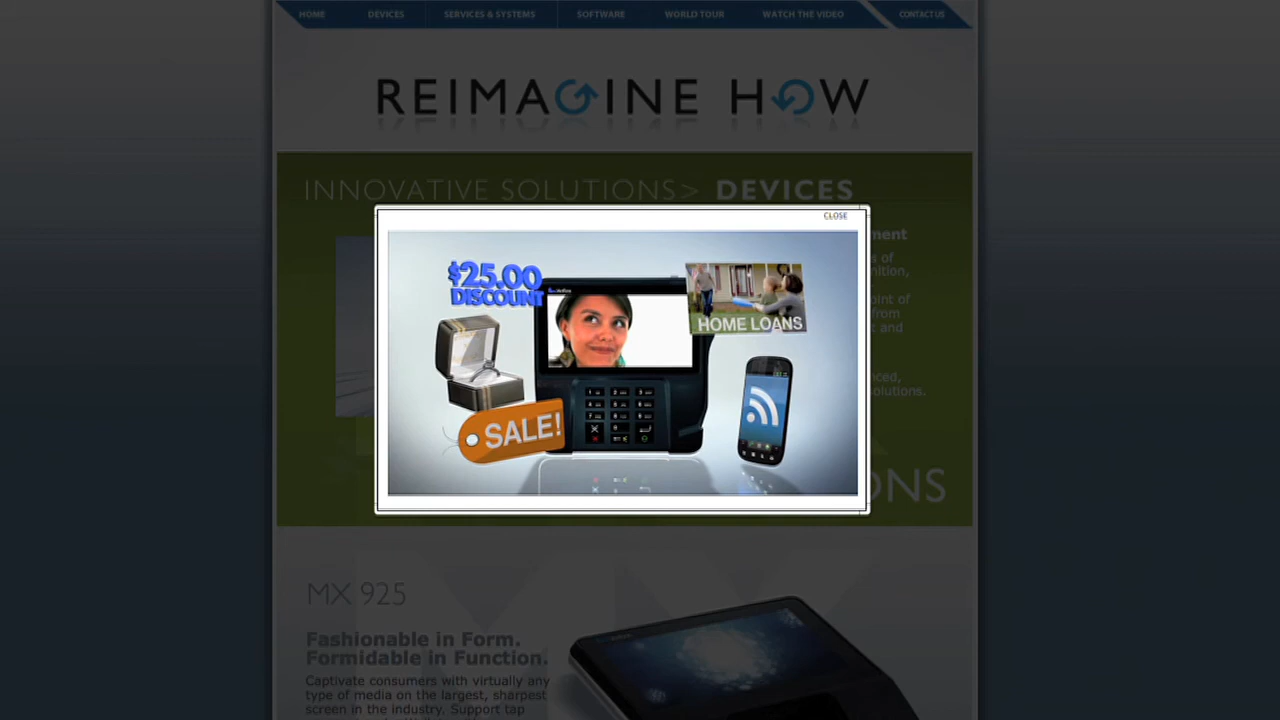 HOME DEVICES SERVICES & SYSTEMS SOFTWARE WORLD TOUR WATCH THE VIDEO CONTACT US
REIMAGINE HOW
INNOVATIVE SOLUTIONS> DEVICES
CLOSE
$25.00
DISCOUNT
HOME LOANS
SALE!
MX 925
Fashionable in Form.
Formidable in Function.
Captivate consumers with virtually any
type of media on the largest, sharpest
screen in the industry. Support tap